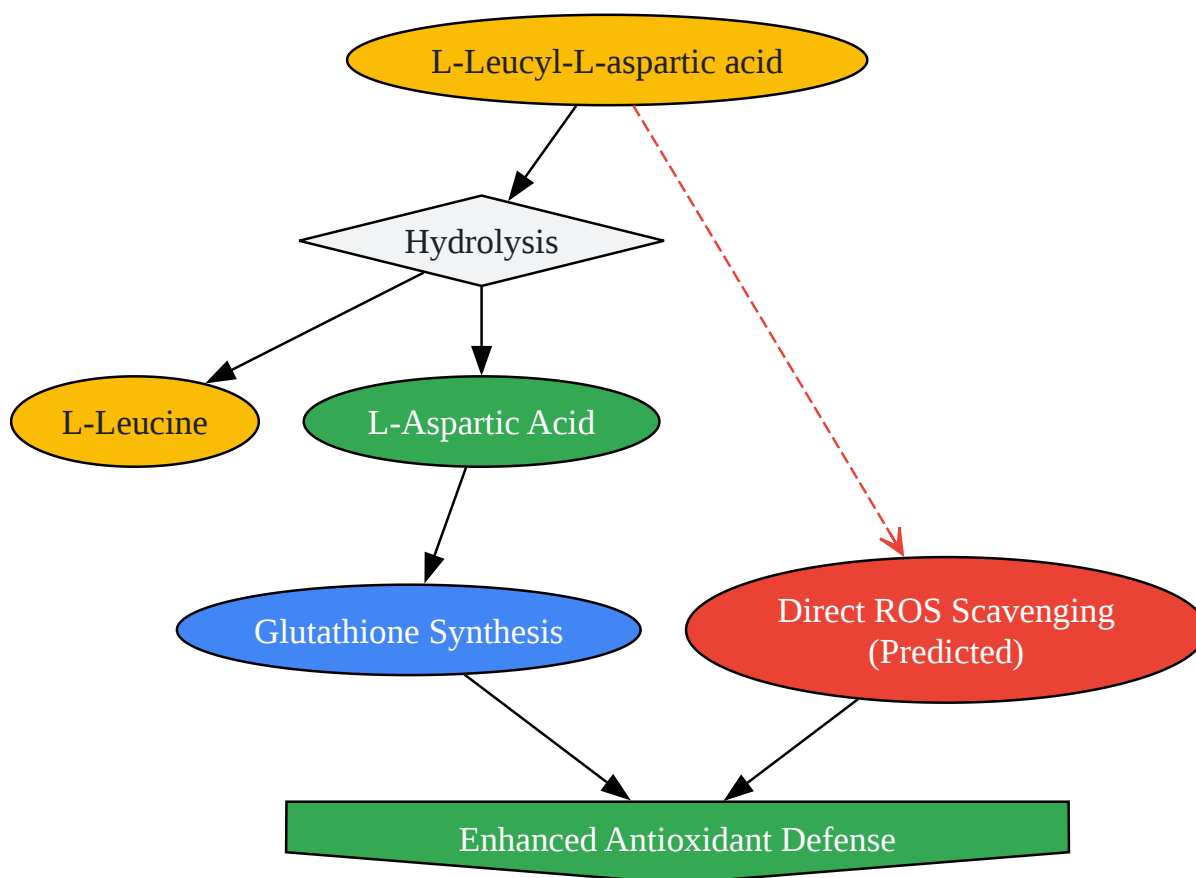 L-Leucyl-L-aspartic acid
Hydrolysis
L-Leucine
L-Aspartic Acid
Glutathione Synthesis
Direct ROS Scavenging
(Predicted)
Enhanced Antioxidant Defense